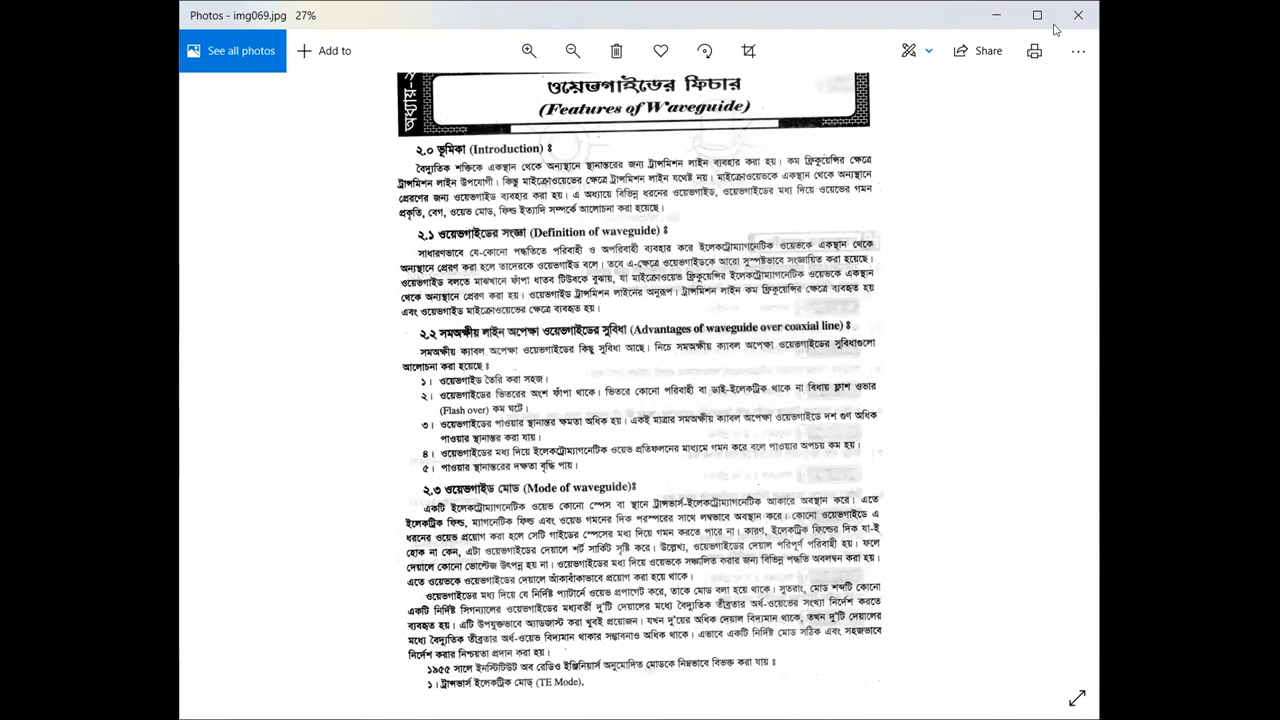 Photos - img069.jpg 27%
See all photos
Add to
Share
অধ্যায়-২
ওয়েভগাইডের ফিচার
(Features of Waveguide)
২.০ ভূমিকা (Introduction) ঃ
বৈদ্যুতিক শক্তিকে একস্থান থেকে অন্যস্থানে স্থানান্তরের জন্য ট্রান্সমিশন লাইন ব্যবহার করা হয়। কম ফ্রিকুয়েন্সির ক্ষেত্রে
ট্রান্সমিশন লাইন উপযোগী। কিন্তু মাইক্রোওয়েভের ক্ষেত্রে ট্রান্সমিশন লাইন যথেষ্ট নয়। মাইক্রোওয়েভকে একস্থান থেকে অন্যস্থানে
প্রেরণের জন্য ওয়েভগাইড ব্যবহার করা হয়। এ অধ্যায়ে বিভিন্ন ধরনের ওয়েভগাইড, ওয়েভগাইডের মধ্য দিয়ে ওয়েভের গমন
প্রকৃতি, বেগ, ওয়েভ মোড, ফিল্ড ইত্যাদি সম্পর্কে আলোচনা করা হয়েছে।
২.১ ওয়েভগাইডের সংজ্ঞা (Definition of waveguide) ঃ
সাধারণভাবে যে-কোনো পদ্ধতিতে পরিবাহী ও অপরিবাহী ব্যবহার করে ইলেকট্রোম্যাগনেটিক ওয়েভকে একস্থান থেকে
অন্যস্থানে প্রেরণ করা হলে তাদেরকে ওয়েভগাইড বলে। তবে এ-ক্ষেত্রে ওয়েভগাইডকে আরো সুস্পষ্টভাবে সংজ্ঞায়িত করা হয়েছে।
ওয়েভগাইড বলতে মাঝখানে ফাঁপা ধাতব টিউবকে বুঝায়, যা মাইক্রোওয়েভ ফ্রিকুয়েন্সির ইলেকট্রোম্যাগনেটিক ওয়েভকে একস্থান
থেকে অন্যস্থানে প্রেরণ করা হয়। ওয়েভগাইড ট্রান্সমিশন লাইনের অনুরূপ। ট্রান্সমিশন লাইন কম ফ্রিকুয়েন্সির ক্ষেত্রে ব্যবহৃত হয়
এবং ওয়েভগাইড মাইক্রোওয়েভের ক্ষেত্রে ব্যবহৃত হয়।
২.২ সমঅক্ষীয় লাইন অপেক্ষা ওয়েভগাইডের সুবিধা (Advantages of waveguide over coaxial line) ঃ
সমঅক্ষীয় ক্যাবল অপেক্ষা ওয়েভগাইডের কিছু সুবিধা আছে। নিচে সমঅক্ষীয় ক্যাবল অপেক্ষা ওয়েভগাইডের সুবিধাগুলো
আলোচনা করা হয়েছে ঃ
১। ওয়েভগাইড তৈরি করা সহজ।
২। ওয়েভগাইডের ভিতরের অংশ ফাঁপা থাকে। ভিতরে কোনো পরিবাহী বা ডাই-ইলেকট্রিক থাকে না বিধায় ফ্লাশ ওভার
(Flash over) কম ঘটে।
৩। ওয়েভগাইডের পাওয়ার স্থানান্তর ক্ষমতা অধিক হয়। একই মাত্রার সমঅক্ষীয় ক্যাবল অপেক্ষা ওয়েভগাইডে দশ গুণ অধিক
পাওয়ার স্থানান্তর করা যায়।
৪। ওয়েভগাইডের মধ্য দিয়ে ইলেকট্রোম্যাগনেটিক ওয়েভ প্রতিফলনের মাধ্যমে গমন করে বলে পাওয়ার অপচয় কম হয়।
৫। পাওয়ার স্থানান্তরের দক্ষতা বৃদ্ধি পায়।
২.৩ ওয়েভগাইড মোড (Mode of waveguide)ঃ
একটি ইলেকট্রোম্যাগনেটিক ওয়েভ কোনো স্পেস বা স্থানে ট্রান্সভার্স-ইলেকট্রোম্যাগনেটিক আকারে অবস্থান করে। এতে
ইলেকট্রিক ফিল্ড, ম্যাগনেটিক ফিল্ড এবং ওয়েভ গমনের দিক পরস্পরের সাথে লম্বভাবে অবস্থান করে। কোনো ওয়েভগাইডে এ
ধরনের ওয়েভ প্রয়োগ করা হলে সেটি গাইডের স্পেসের মধ্য দিয়ে গমন করতে পারে না। কারণ, ইলেকট্রিক ফিল্ডের দিক যা-ই
হোক না কেন, এটা ওয়েভগাইডের দেয়ালে শর্ট সার্কিট সৃষ্টি করে। উল্লেখ্য, ওয়েভগাইডের দেয়াল পরিপূর্ণ পরিবাহী হয়। ফলে
দেয়ালে কোনো ভোল্টেজ উৎপন্ন হয় না। ওয়েভগাইডের মধ্য দিয়ে ওয়েভকে সঞ্চালিত করার জন্য বিভিন্ন পদ্ধতি অবলম্বন করা হয়।
এতে ওয়েভকে ওয়েভগাইডের দেয়ালে আঁকাবাঁকাভাবে প্রয়োগ করা হয়ে থাকে।
ওয়েভগাইডের মধ্য দিয়ে যে নির্দিষ্ট প্যাটার্নে ওয়েভ প্রপাগেট করে, তাকে মোড বলা হয়ে থাকে। সুতরাং, মোড শব্দটি কোনো
একটি নির্দিষ্ট সিগন্যালের ওয়েভগাইডের মধ্যবর্তী দু'টি দেয়ালের মধ্যে বৈদ্যুতিক তীব্রতার অর্ধ-ওয়েভের সংখ্যা নির্দেশ করতে
ব্যবহৃত হয়। এটি উপযুক্তভাবে অ্যাডজাস্ট করা খুবই প্রয়োজন। যখন দু'য়ের অধিক দেয়াল বিদ্যমান থাকে, তখন দু'টি দেয়ালের
মধ্যে বৈদ্যুতিক তীব্রতার অর্ধ-ওয়েভ বিদ্যমান থাকার সম্ভাবনাও অধিক থাকে। এভাবে একটি নির্দিষ্ট মোড সঠিক এবং সহজভাবে
নির্দেশ করার নিশ্চয়তা প্রদান করা হয়।
১৯৫৫ সালে ইনস্টিটিউট অব রেডিও ইঞ্জিনিয়ার্স অনুমোদিত মোডকে নিম্নভাবে বিভক্ত করা যায় ঃ
১। ট্রান্সভার্স ইলেকট্রিক মোড্ (TE Mode),